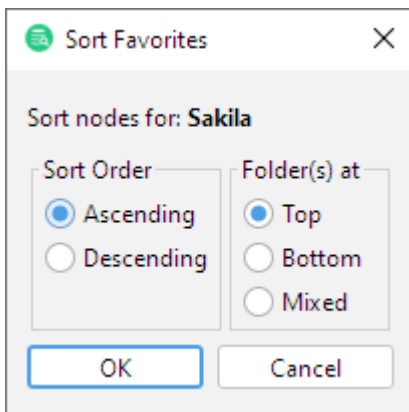 Sort Favorites
Sort nodes for: Sakila
Sort Order
Ascending
Descending
Folder(s) at
Top
Bottom
Mixed
OK
Cancel